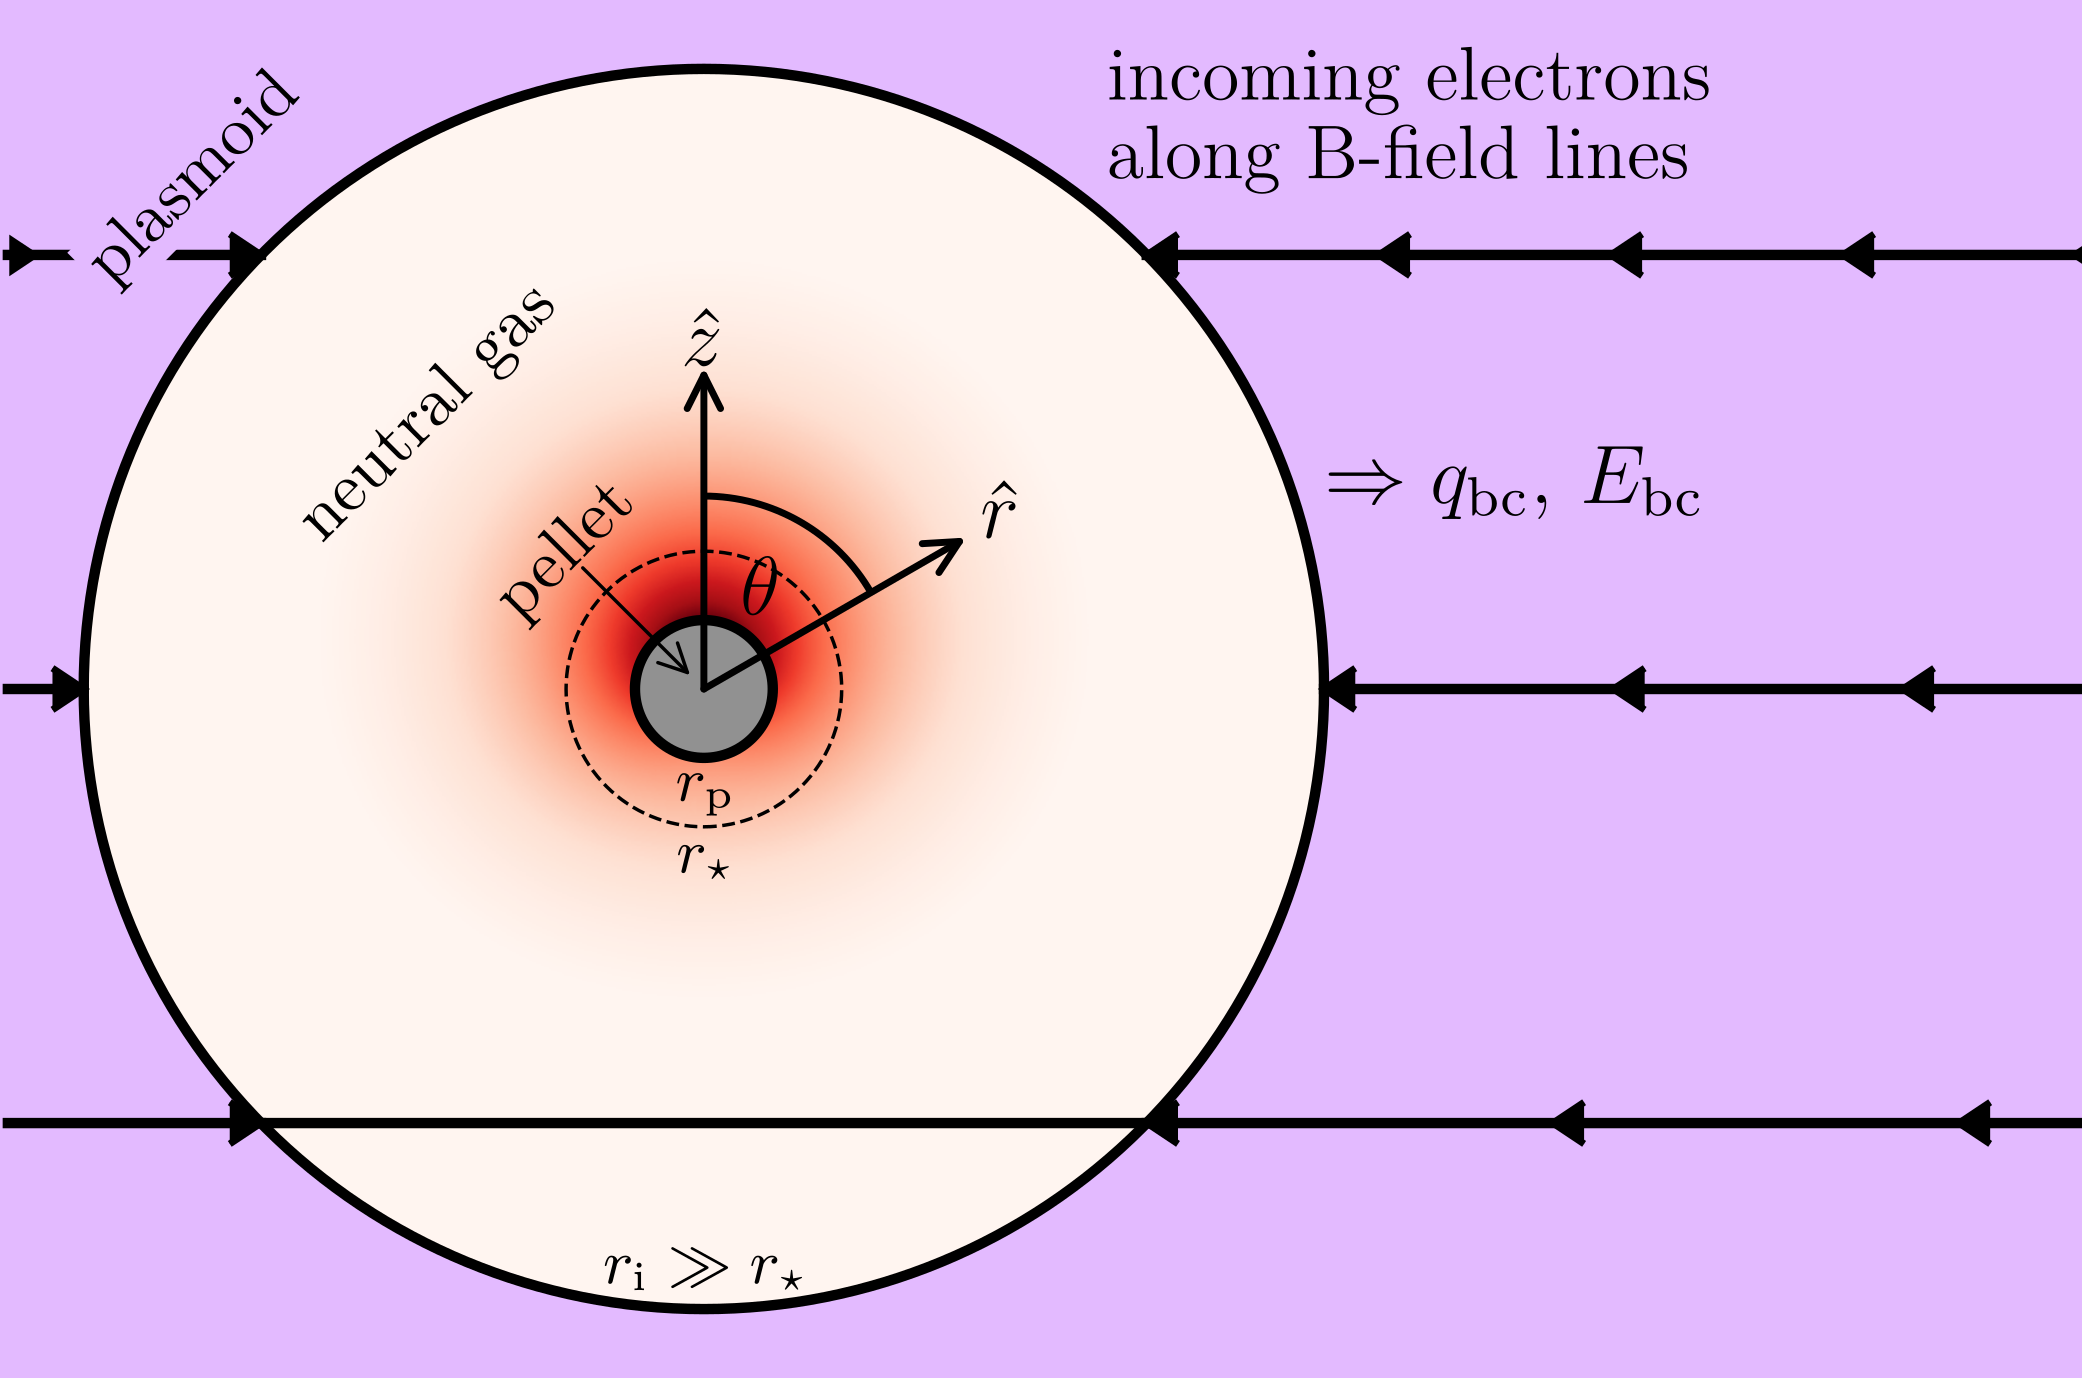 incoming electrons
along B-field lines
plasmoid
neutral gas
ẑ
⇒ q_bc, E_bc
r̂
pellet
θ
r_p
r_⋆
r_i ≫ r_⋆